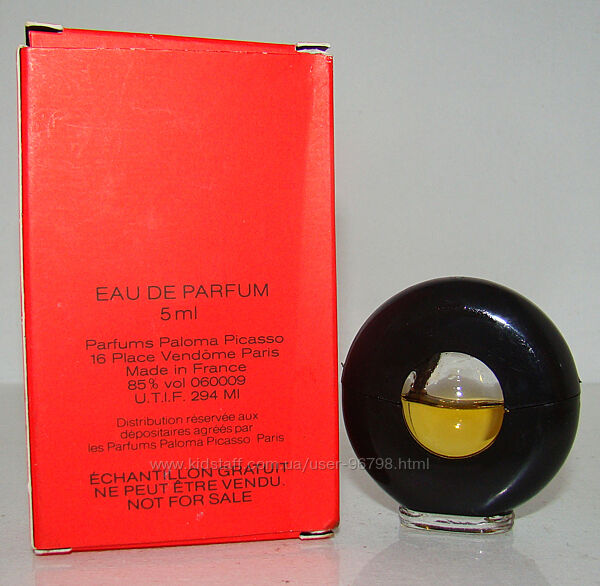 EAU DE PARFUM
5 ml
Parfums Paloma Picasso
16 Place Vendôme Paris
Made in France
85% vol 060009
U.T.I.F. 294 MI
Distribution réservée aux
dépositaires agréés par
les Parfums Paloma Picasso Paris
www.kidstaff.com.ua/user-96798.html
ÉCHANTILLON GRATUIT
NE PEUT ÊTRE VENDU.
NOT FOR SALE